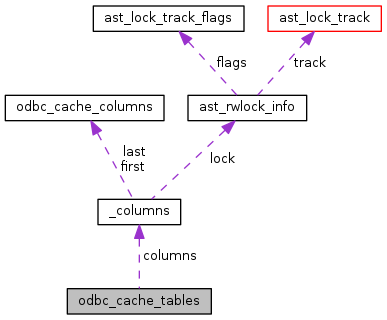 ast_lock_track_flags
ast_lock_track
flags
track
odbc_cache_columns
ast_rwlock_info
last
first
lock
_columns
columns
odbc_cache_tables